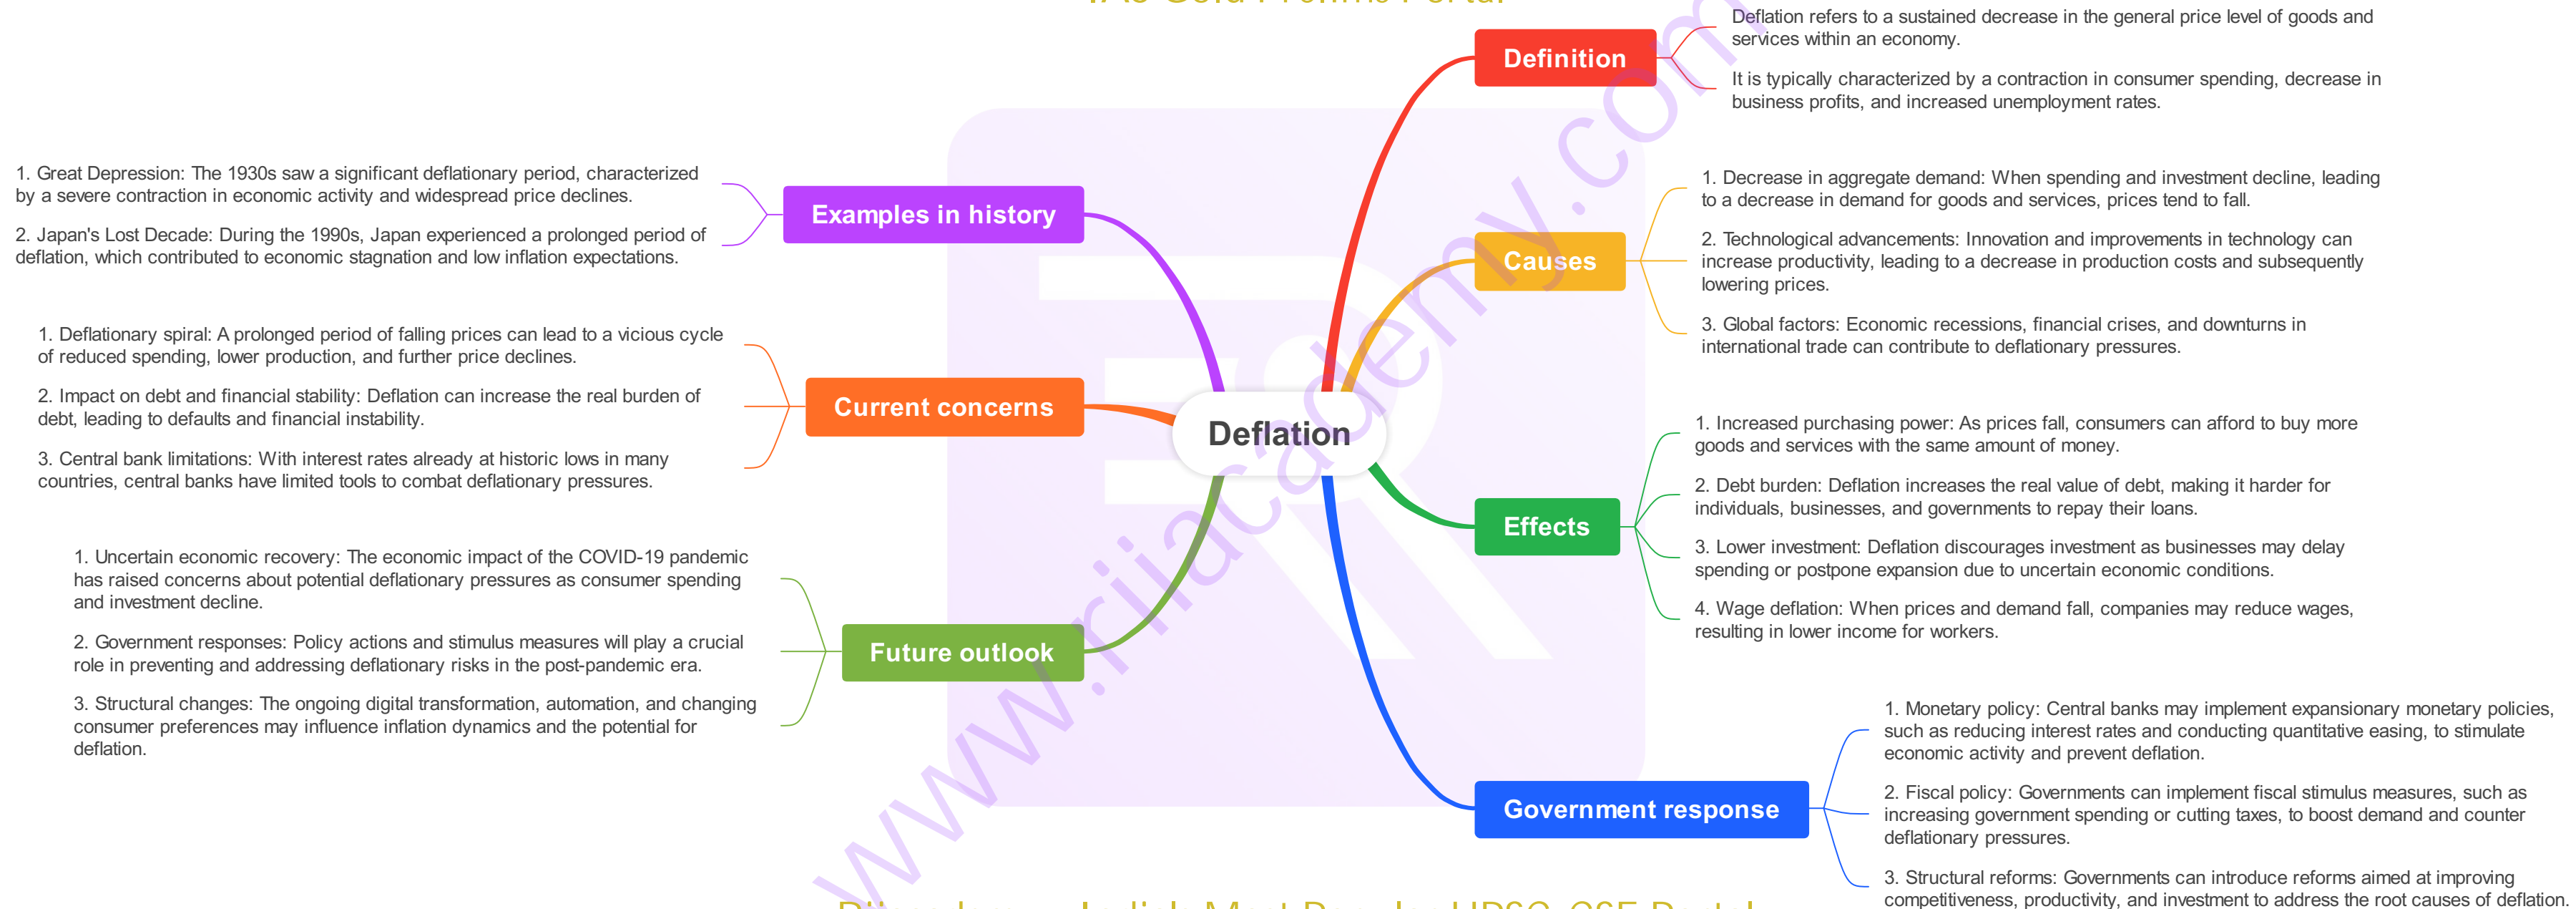 Deflation
Definition
Deflation refers to a sustained decrease in the general price level of goods and
services within an economy.
It is typically characterized by a contraction in consumer spending, decrease in
business profits, and increased unemployment rates.
Causes
1. Decrease in aggregate demand: When spending and investment decline, leading
to a decrease in demand for goods and services, prices tend to fall.
2. Technological advancements: Innovation and improvements in technology can
increase productivity, leading to a decrease in production costs and subsequently
lowering prices.
3. Global factors: Economic recessions, financial crises, and downturns in
international trade can contribute to deflationary pressures.
Effects
1. Increased purchasing power: As prices fall, consumers can afford to buy more
goods and services with the same amount of money.
2. Debt burden: Deflation increases the real value of debt, making it harder for
individuals, businesses, and governments to repay their loans.
3. Lower investment: Deflation discourages investment as businesses may delay
spending or postpone expansion due to uncertain economic conditions.
4. Wage deflation: When prices and demand fall, companies may reduce wages,
resulting in lower income for workers.
Government response
1. Monetary policy: Central banks may implement expansionary monetary policies,
such as reducing interest rates and conducting quantitative easing, to stimulate
economic activity and prevent deflation.
2. Fiscal policy: Governments can implement fiscal stimulus measures, such as
increasing government spending or cutting taxes, to boost demand and counter
deflationary pressures.
3. Structural reforms: Governments can introduce reforms aimed at improving
competitiveness, productivity, and investment to address the root causes of deflation.
Examples in history
1. Great Depression: The 1930s saw a significant deflationary period, characterized
by a severe contraction in economic activity and widespread price declines.
2. Japan's Lost Decade: During the 1990s, Japan experienced a prolonged period of
deflation, which contributed to economic stagnation and low inflation expectations.
Current concerns
1. Deflationary spiral: A prolonged period of falling prices can lead to a vicious cycle
of reduced spending, lower production, and further price declines.
2. Impact on debt and financial stability: Deflation can increase the real burden of
debt, leading to defaults and financial instability.
3. Central bank limitations: With interest rates already at historic lows in many
countries, central banks have limited tools to combat deflationary pressures.
Future outlook
1. Uncertain economic recovery: The economic impact of the COVID-19 pandemic
has raised concerns about potential deflationary pressures as consumer spending
and investment decline.
2. Government responses: Policy actions and stimulus measures will play a crucial
role in preventing and addressing deflationary risks in the post-pandemic era.
3. Structural changes: The ongoing digital transformation, automation, and changing
consumer preferences may influence inflation dynamics and the potential for
deflation.
www.rijacademy.com